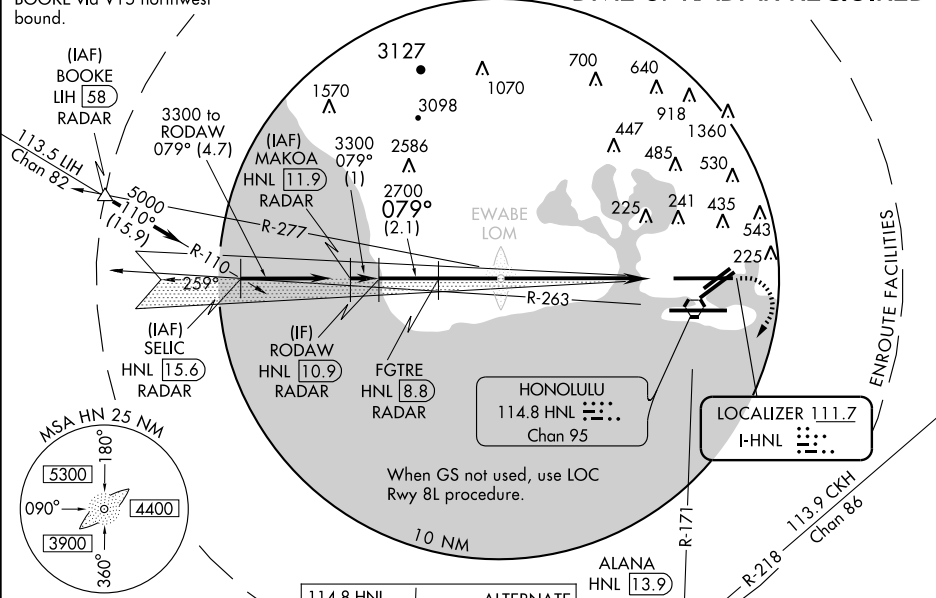 BOOKE via V15 northwest
bound.
DME or RADAR REQUIRED
(IAF)
BOOKE
LIH 58
RADAR
113.5 LIH
Chan 82
3300 to
RODAW
079° (4.7)
1570
3127
3098
1070
700
640
918
1360
447
485
530
225
241
435
543
225
(IAF)
MAKOA
HNL 11.9
RADAR
3300
079°
(1)
2586
2700
079°
(2.1)
EWABE
LOM
5000
110°
(15.9)
R-277
R-110
259°
R-263
(IAF)
SELIC
HNL 15.6
RADAR
(IF)
RODAW
HNL 10.9
RADAR
FGTRE
HNL 8.8
RADAR
HONOLULU
114.8 HNL
Chan 95
LOCALIZER 111.7
I-HNL
ENROUTE FACILITIES
MSA HN 25 NM
180°
5300
090°
4400
3900
360°
When GS not used, use LOC
Rwy 8L procedure.
10 NM
R-171
ALANA
HNL 13.9
113.9 CKH
Chan 86
R-218
114.8 HNL
ALTERNATE